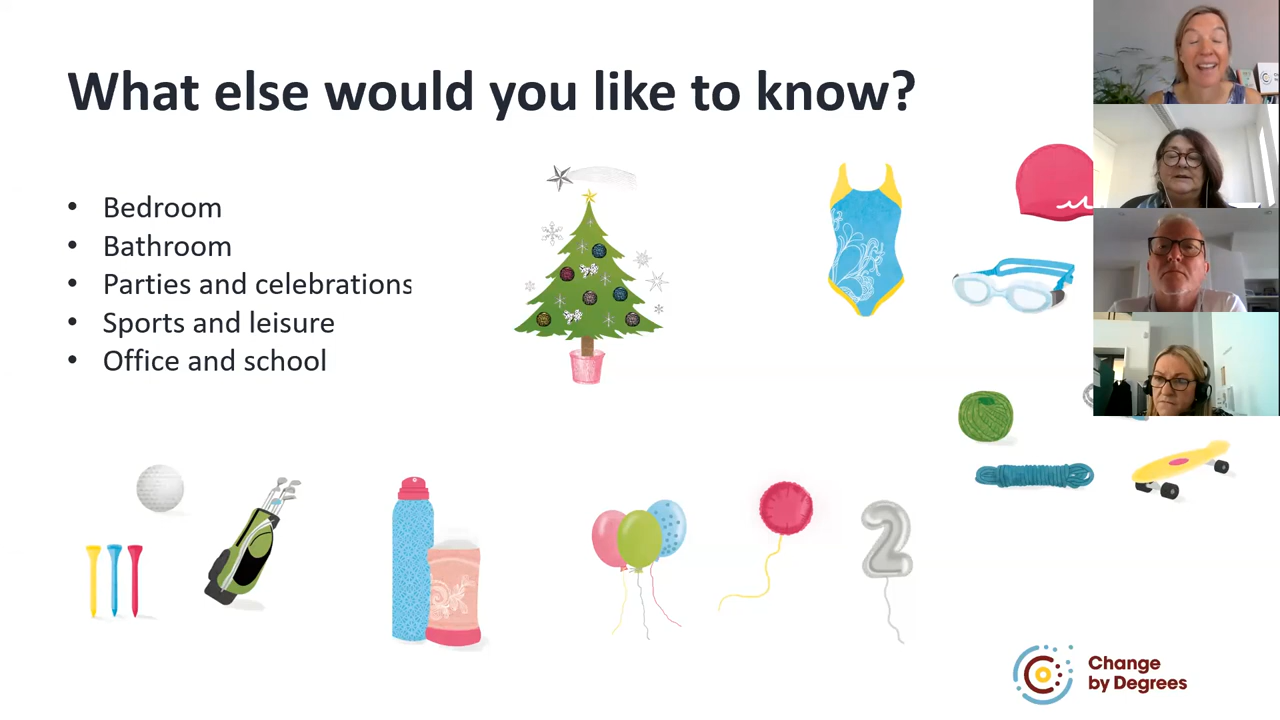 What else would you like to know?
• Bedroom
• Bathroom
• Parties and celebrations
• Sports and leisure
• Office and school
2
Change
by Degrees